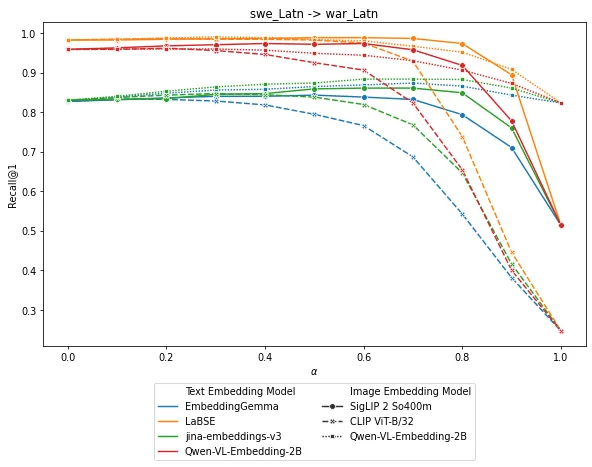 swe_Latn -> war_Latn
Recall@1
1.0
0.9
0.8
0.7
0.6
0.5
0.4
0.3
0.0 0.2 0.4 0.6 0.8 1.0
α
Text Embedding Model
EmbeddingGemma
LaBSE
jina-embeddings-v3
Qwen-VL-Embedding-2B
Image Embedding Model
SigLIP 2 So400m
CLIP ViT-B/32
Qwen-VL-Embedding-2B